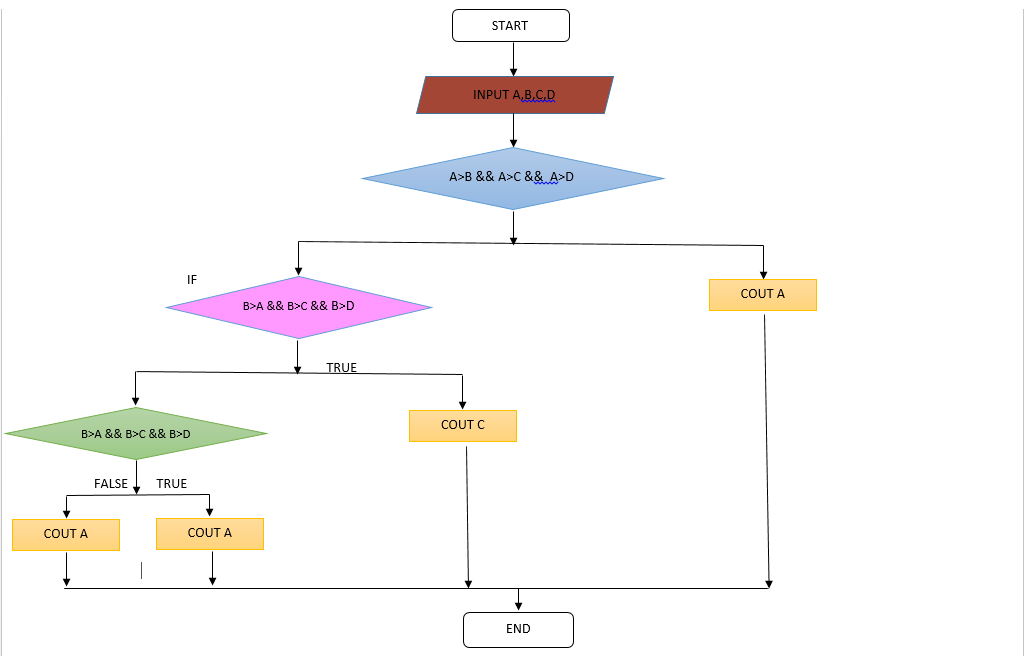 START
INPUT A,B,C,D
A>B && A>C && A>D
IF
B>A && B>C && B>D
COUT A
TRUE
B>A && B>C && B>D
COUT C
FALSE
TRUE
COUT A
COUT A
END